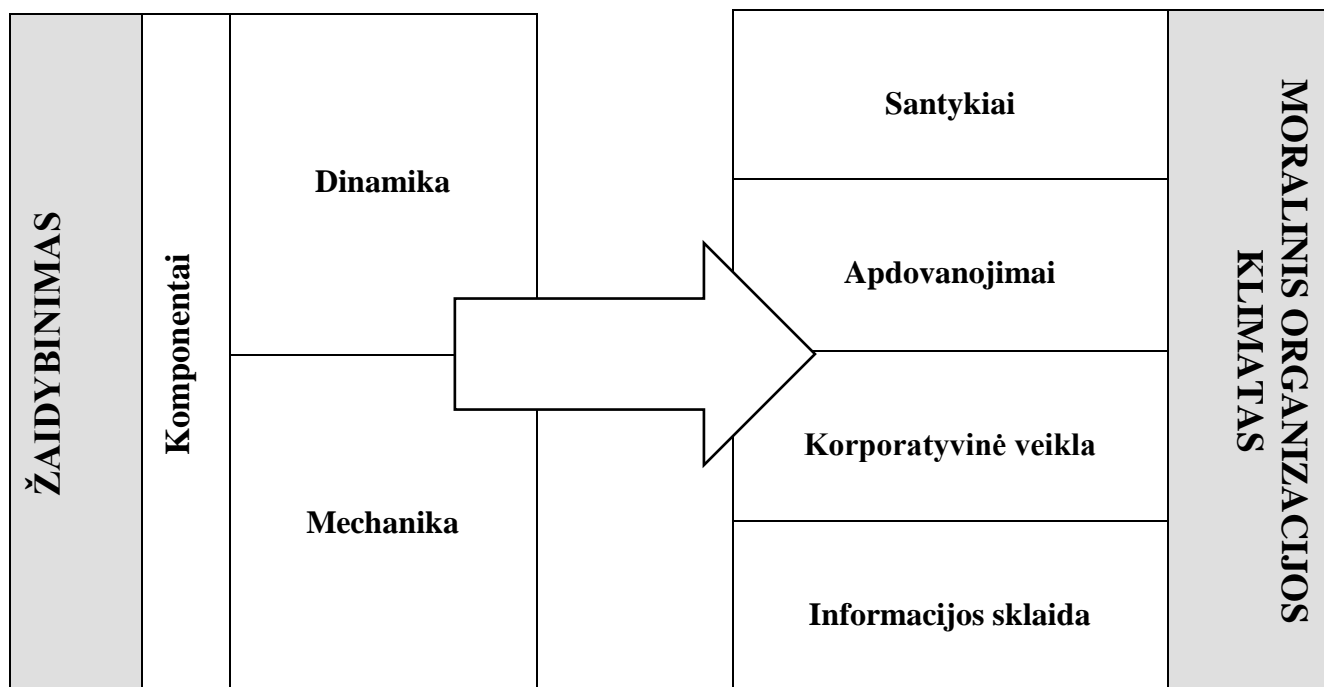 ŽAIDYBINIMAS
Komponentai
Dinamika
Mechanika
Santykiai
Apdovanojimai
Korporatyvinė veikla
Informacijos sklaida
MORALINIS ORGANIZACIJOS
KLIMATAS